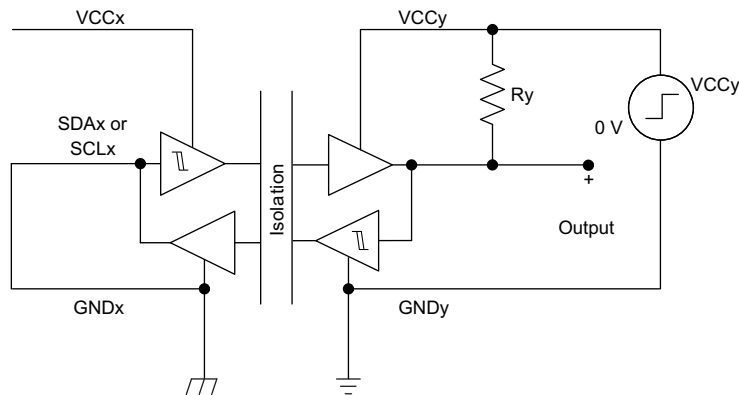 VCCx
VCCy
VCCy
Ry
0 V
SDAx or
SCLx
Isolation
+
Output
GNDx
GNDy